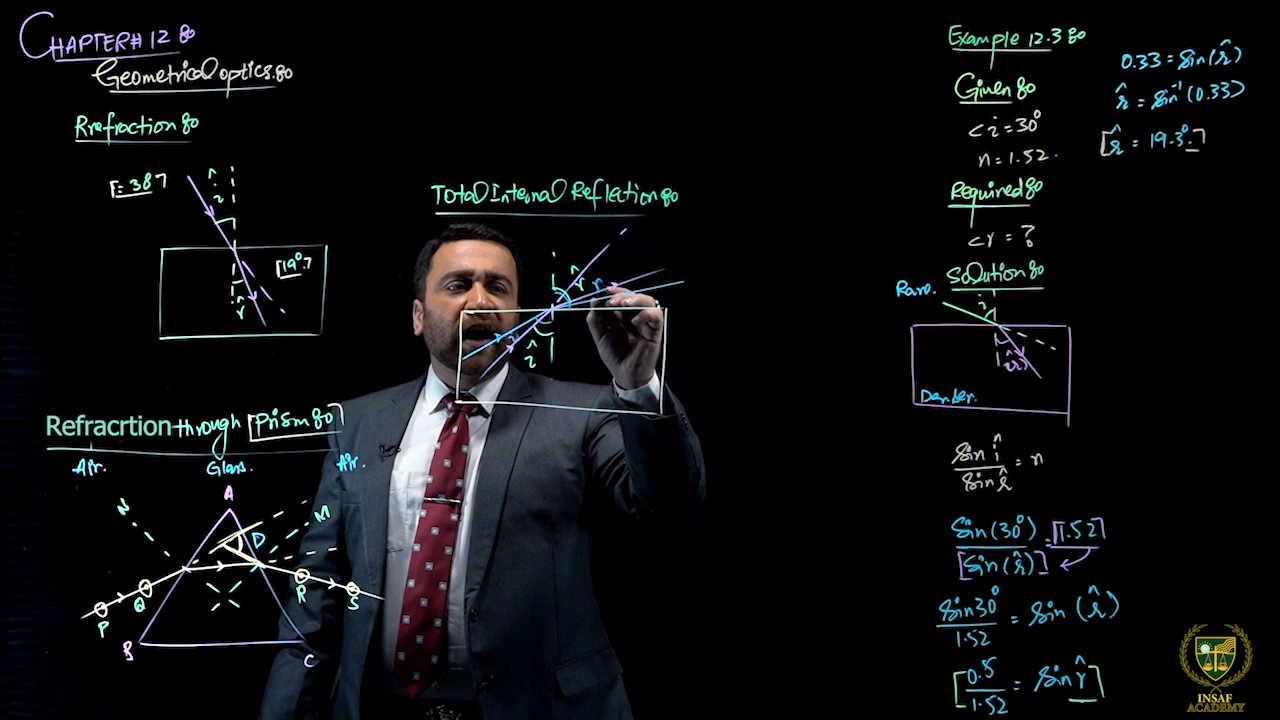 CHAPTER# 12 :
Geometrical optics :
Rrefraction :
[= 38°]
î
[19°.]
r̂
Refracrtion through [Prism :]
Air.
Glass.
Air.
A
N
M
D
P
Q
R
S
B
C
Total Internal Reflection :
r̂
r
i
î
Example 12.3 :
Given :
<i = 30°
n = 1.52.
Required :
<r = ?
Solution :
Rare.
î
Denser.
sin î / sin r̂ = n
sin(30°) / [sin(r̂)] = [1.52]
sin30° / 1.52 = sin (r̂)
[0.5 / 1.52 = sin r̂]
0.33 = sin(r̂)
r̂ = sin⁻¹(0.33)
[r̂ = 19.3°.]
INSAF
ACADEMY